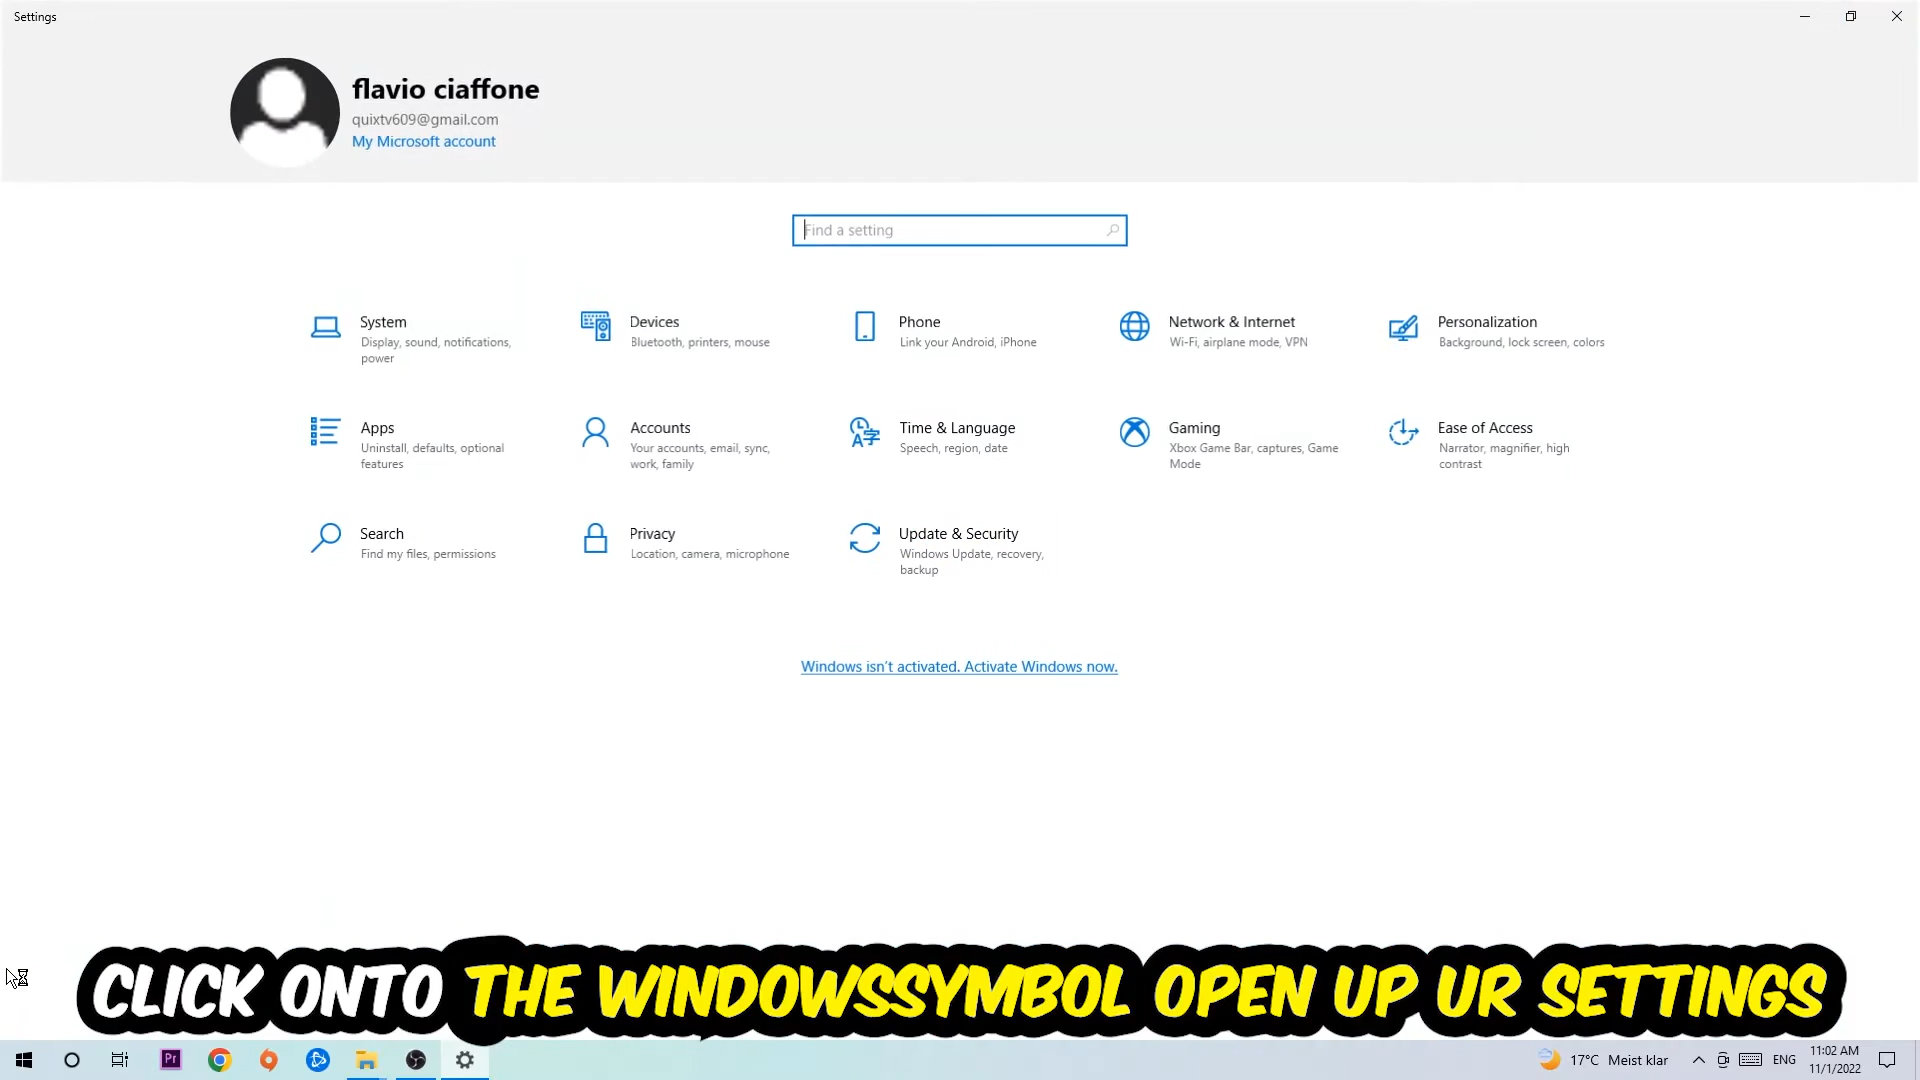 Settings
flavio ciaffone
quixtv609@gmail.com
My Microsoft account
Find a setting
System
Display, sound, notifications,
power
Devices
Bluetooth, printers, mouse
Phone
Link your Android, iPhone
Network & Internet
Wi-Fi, airplane mode, VPN
Personalization
Background, lock screen, colors
Apps
Uninstall, defaults, optional
features
Accounts
Your accounts, email, sync,
work, family
Time & Language
Speech, region, date
Gaming
Xbox Game Bar, captures, Game
Mode
Ease of Access
Narrator, magnifier, high
contrast
Search
Find my files, permissions
Privacy
Location, camera, microphone
Update & Security
Windows Update, recovery,
backup
Windows isn't activated. Activate Windows now.
CLICK ONTO THE WINDOWSSYMBOL OPEN UP UR SETTINGS
Pr
17°C Meist klar
ENG
11:02 AM
11/1/2022